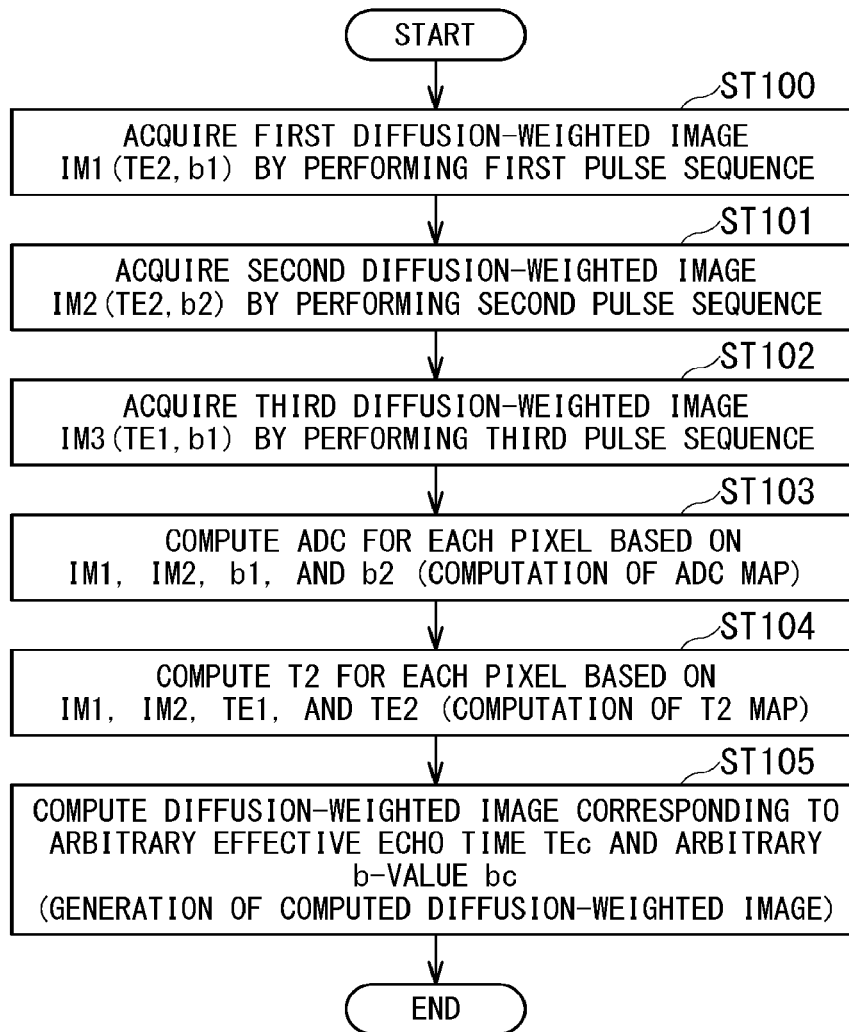 START
ST100
ACQUIRE FIRST DIFFUSION-WEIGHTED IMAGE
IM1(TE2, b1) BY PERFORMING FIRST PULSE SEQUENCE
ST101
ACQUIRE SECOND DIFFUSION-WEIGHTED IMAGE
IM2(TE2, b2) BY PERFORMING SECOND PULSE SEQUENCE
ST102
ACQUIRE THIRD DIFFUSION-WEIGHTED IMAGE
IM3(TE1, b1) BY PERFORMING THIRD PULSE SEQUENCE
ST103
COMPUTE ADC FOR EACH PIXEL BASED ON
IM1, IM2, b1, AND b2 (COMPUTATION OF ADC MAP)
ST104
COMPUTE T2 FOR EACH PIXEL BASED ON
IM1, IM2, TE1, AND TE2 (COMPUTATION OF T2 MAP)
ST105
COMPUTE DIFFUSION-WEIGHTED IMAGE CORRESPONDING TO
ARBITRARY EFFECTIVE ECHO TIME TEc AND ARBITRARY
b-VALUE bc
(GENERATION OF COMPUTED DIFFUSION-WEIGHTED IMAGE)
END